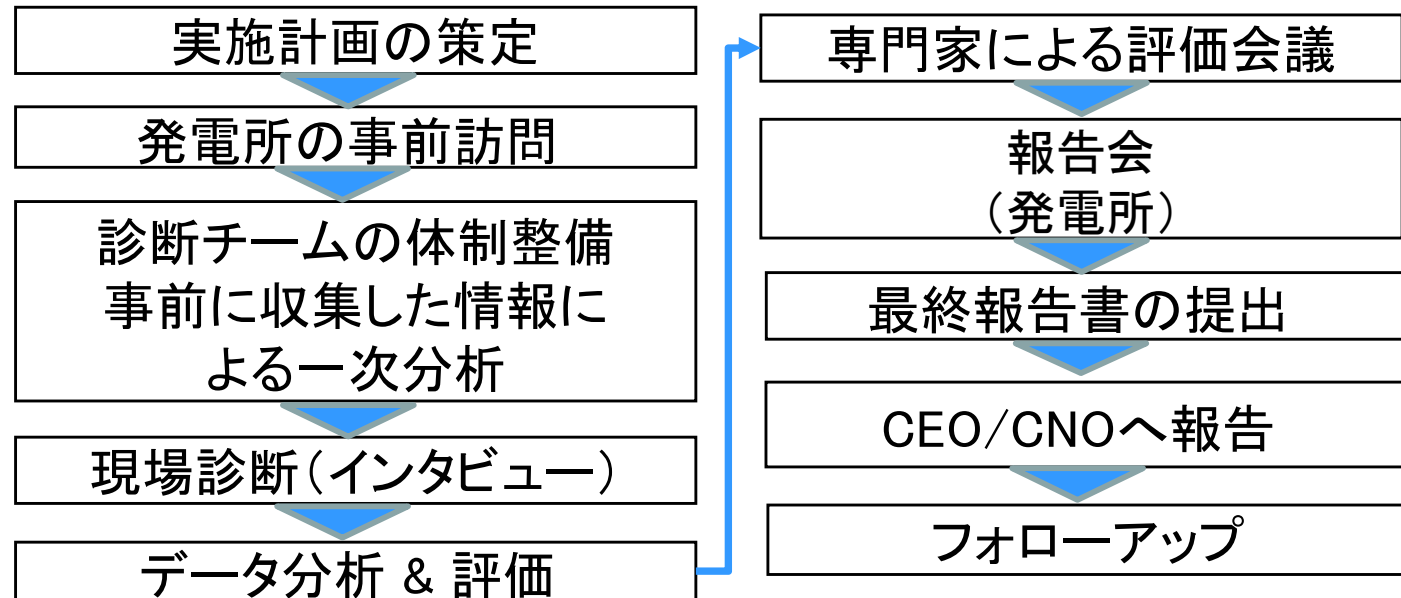 実施計画の策定
発電所の事前訪問
診断チームの体制整備
事前に収集した情報に
よる一次分析
現場診断(インタビュー)
データ分析 & 評価
専門家による評価会議
報告会
(発電所)
最終報告書の提出
CEO/CNOへ報告
フォローアップ